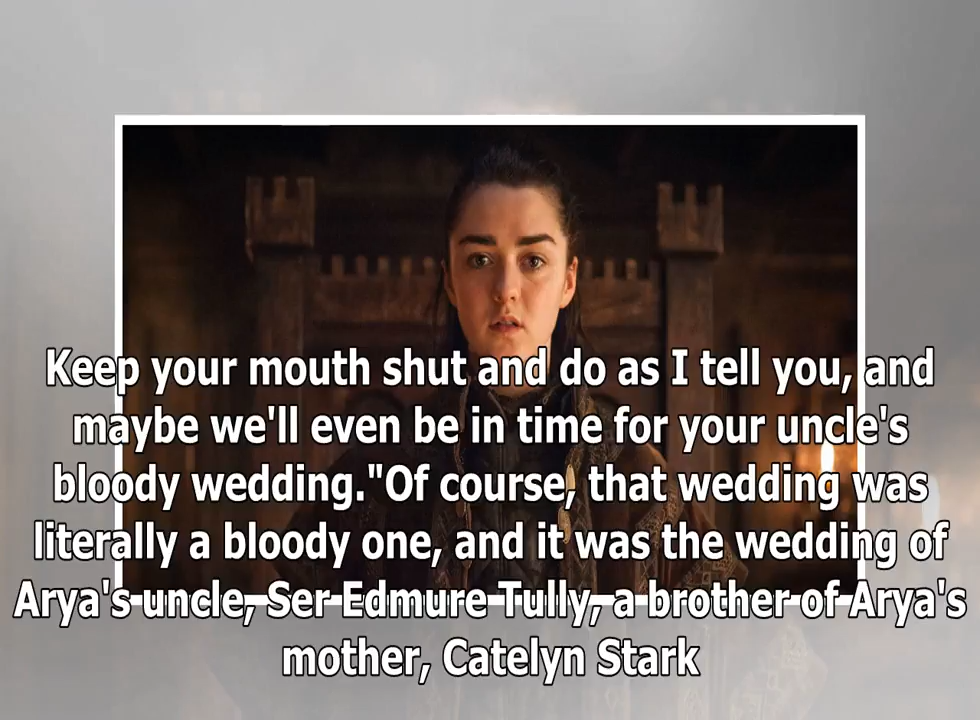 Keep your mouth shut and do as I tell you, and
maybe we'll even be in time for your uncle's
bloody wedding."Of course, that wedding was
literally a bloody one, and it was the wedding of
Arya's uncle, Ser Edmure Tully, a brother of Arya's
mother, Catelyn Stark